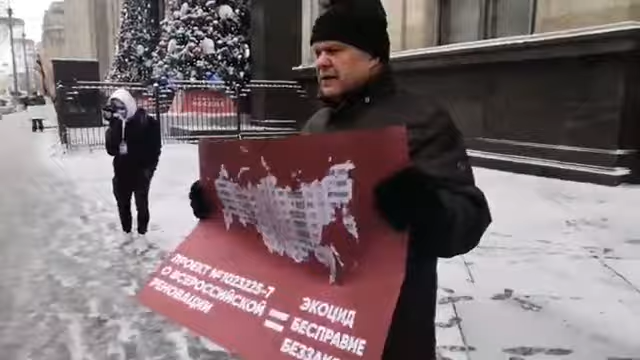 ПРОЕКТ №1023225-7
О ВСЕРОССИЙСКОЙ
РЕНОВАЦИИ
=
ЭКОЦИД
БЕСПРАВИЕ